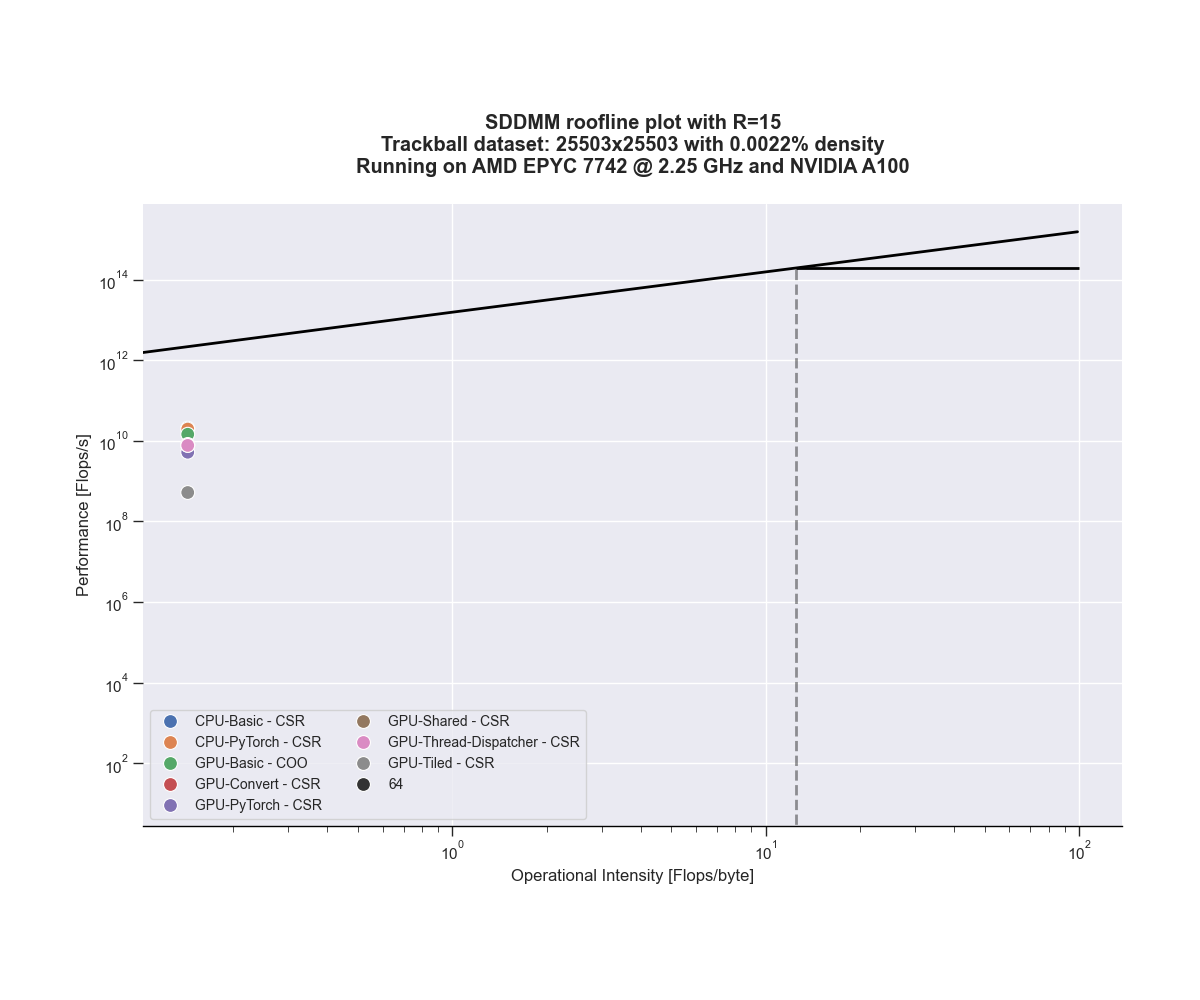 SDDMM roofline plot with R=15
Trackball dataset: 25503x25503 with 0.0022% density
Running on AMD EPYC 7742 @ 2.25 GHz and NVIDIA A100
Performance [Flops/s]
10^14
10^12
10^10
10^8
10^6
10^4
10^2
CPU-Basic - CSR
CPU-PyTorch - CSR
GPU-Basic - COO
GPU-Convert - CSR
GPU-PyTorch - CSR
GPU-Shared - CSR
GPU-Thread-Dispatcher - CSR
GPU-Tiled - CSR
64
10^0
10^1
10^2
Operational Intensity [Flops/byte]